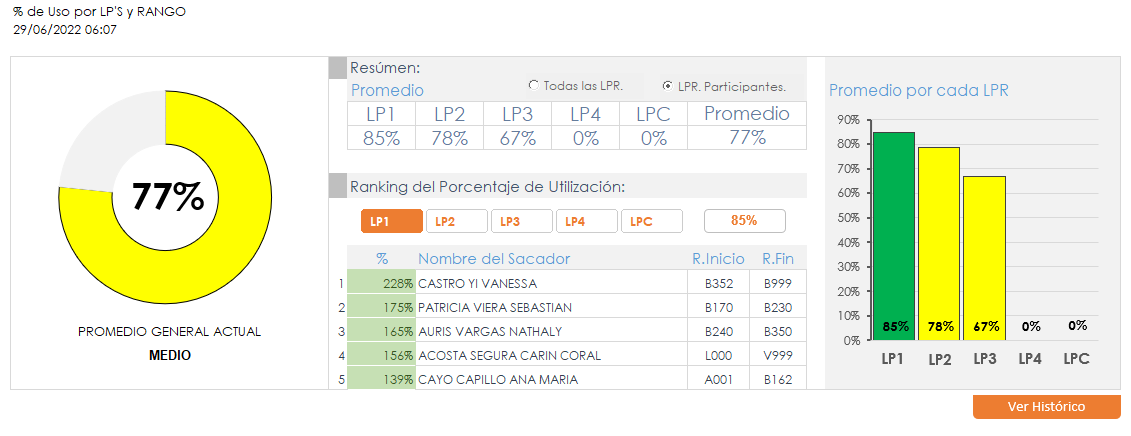 % de Uso por LP'S y RANGO
29/06/2022 06:07
77%
PROMEDIO GENERAL ACTUAL
MEDIO
Resúmen:
Promedio
Todas las LPR.
LPR. Participantes.
LP1 LP2 LP3 LP4 LPC Promedio
85% 78% 67% 0% 0% 77%
Ranking del Porcentaje de Utilización:
LP1 LP2 LP3 LP4 LPC 85%
% Nombre del Sacador R.Inicio R.Fin
1 228% CASTRO YI VANESSA B352 B999
2 175% PATRICIA VIERA SEBASTIAN B170 B230
3 165% AURIS VARGAS NATHALY B240 B350
4 156% ACOSTA SEGURA CARIN CORAL L000 V999
5 139% CAYO CAPILLO ANA MARIA A001 B162
Promedio por cada LPR
90%
80%
70%
60%
50%
40%
30%
20%
10%
0%
85% 78% 67% 0% 0%
LP1 LP2 LP3 LP4 LPC
Ver Histórico